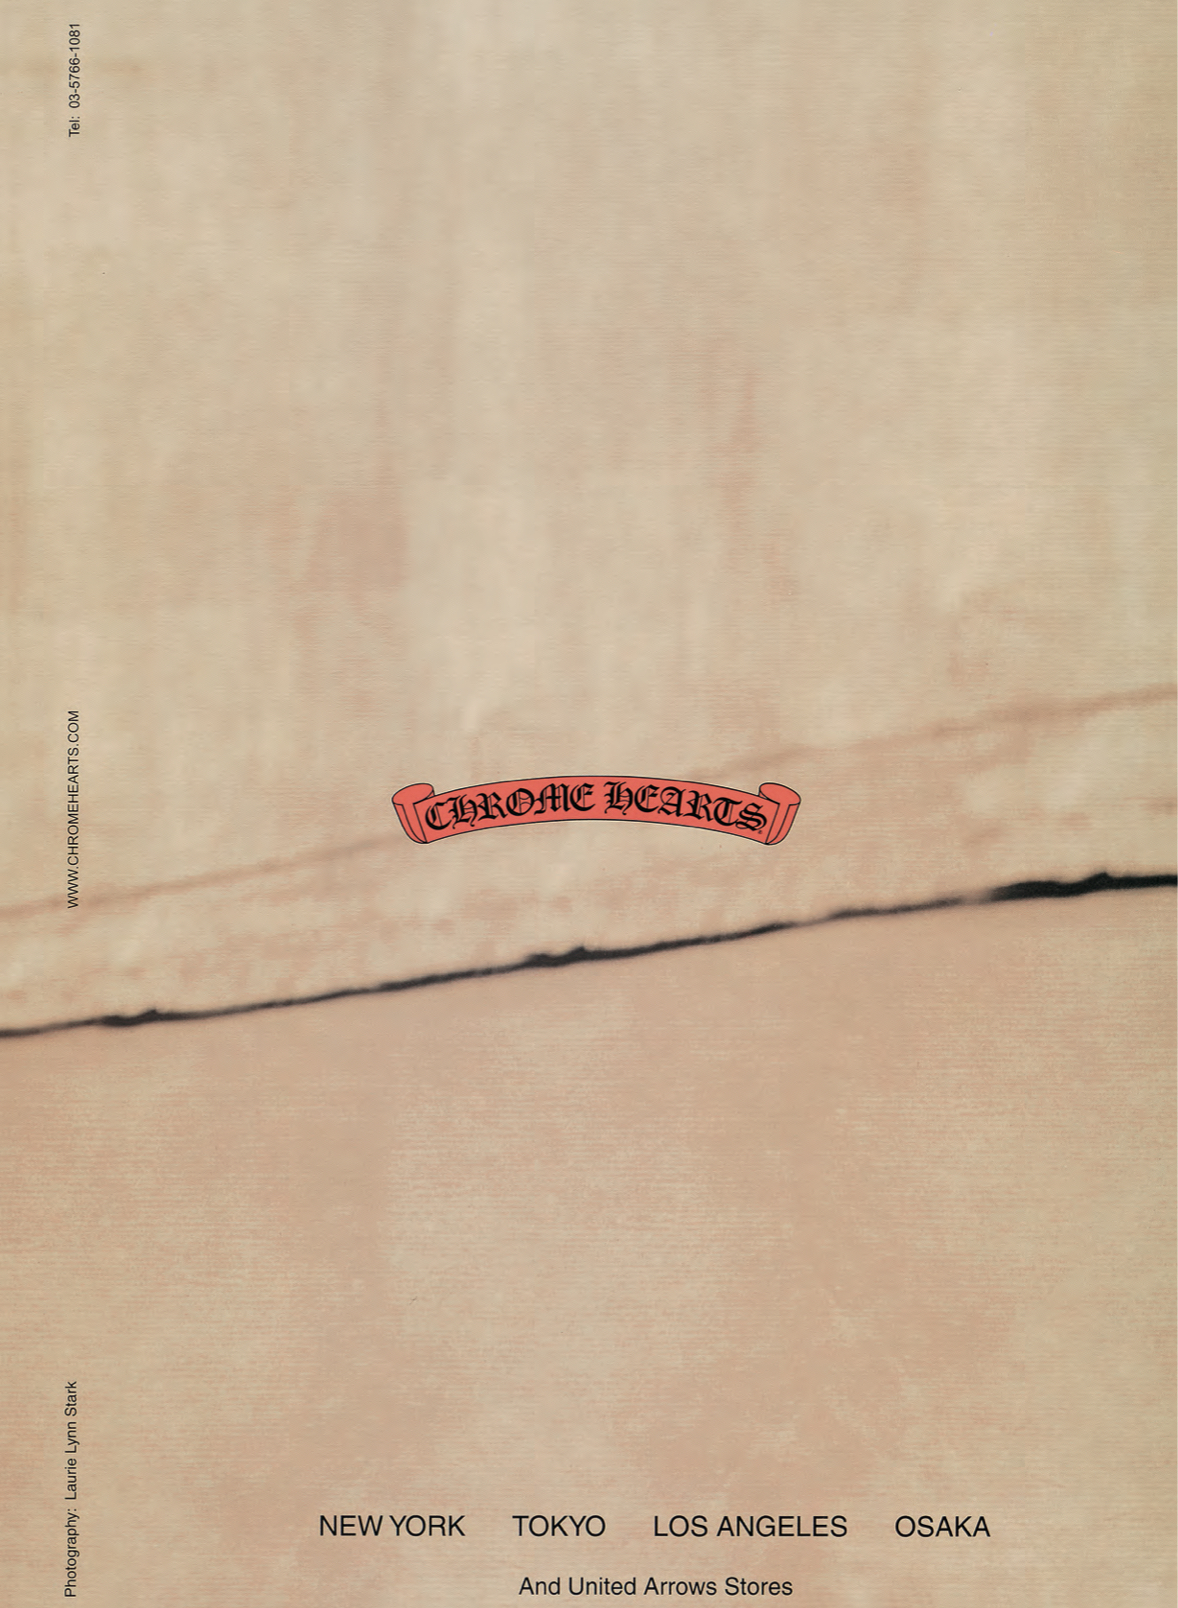 Tel: 03-5766-1081
WWW.CHROMEHEARTS.COM
CHROME HEARTS
Photography: Laurie Lynn Stark
NEW YORK TOKYO LOS ANGELES OSAKA
And United Arrows Stores